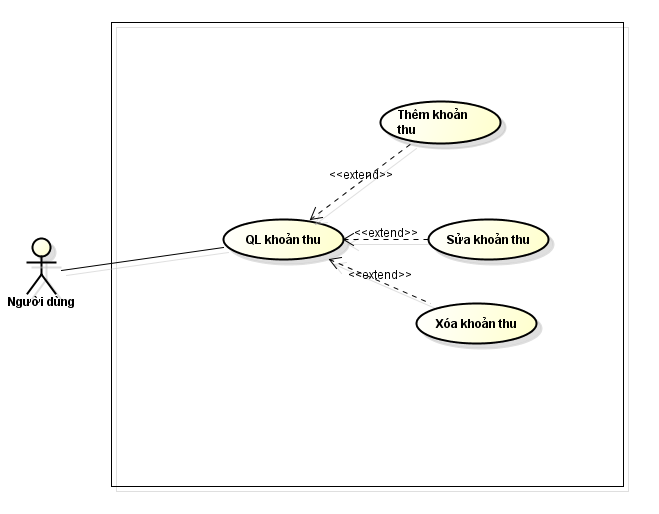 Thêm khoản
thu
<<extend>>
QL khoản thu
<<extend>>
Sửa khoản thu
<<extend>>
Người dùng
Xóa khoản thu